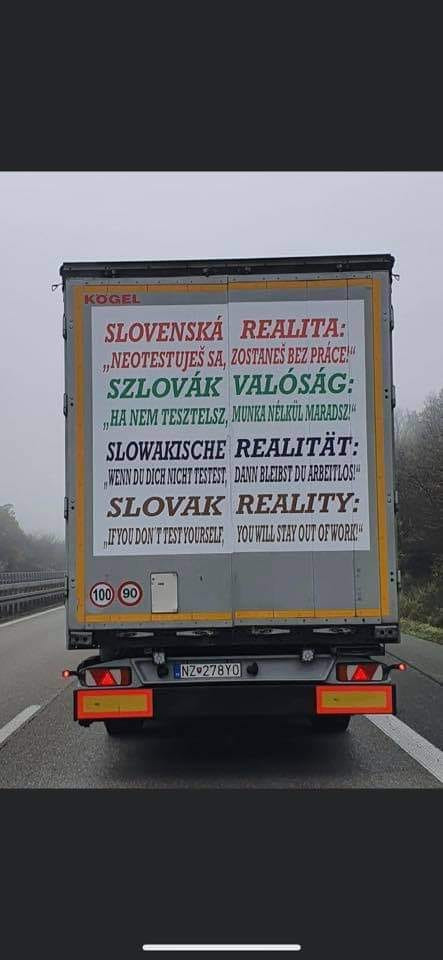 KÖGEL
SLOVENSKÁ REALITA:
„NEOTESTUJEŠ SA, ZOSTANEŠ BEZ PRÁCE!“
SZLOVÁK VALÓSÁG:
„HA NEM TESZTELSZ, MUNKA NÉLKÜL MARADSZ!“
SLOWAKISCHE REALITÄT:
„WENN DU DICH NICHT TESTEST, DANN BLEIBST DU ARBEITLOS!“
SLOVAK REALITY:
„IF YOU DON´T TEST YOURSELF, YOU WILL STAY OUT OF WORK!“
100 90
NZ 278YO